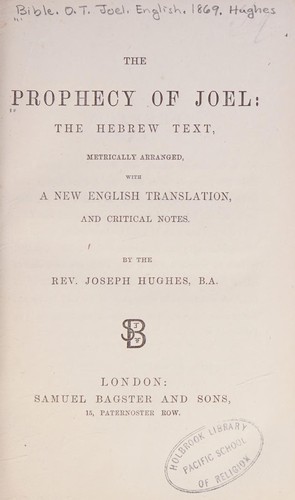 Bible. O. T. Joel. English. 1869. Hughes
THE
PROPHECY OF JOEL:
THE HEBREW TEXT,
METRICALLY ARRANGED,
WITH
A NEW ENGLISH TRANSLATION,
AND CRITICAL NOTES.
BY THE
REV. JOSEPH HUGHES, B.A.
LONDON:
SAMUEL BAGSTER AND SONS,
15, PATERNOSTER ROW.
HOLBROOK LIBRARY
PACIFIC SCHOOL
OF RELIGION